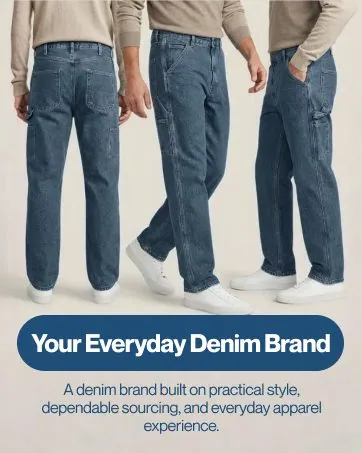 Your Everyday Denim Brand
A denim brand built on practical style,
dependable sourcing, and everyday apparel
experience.